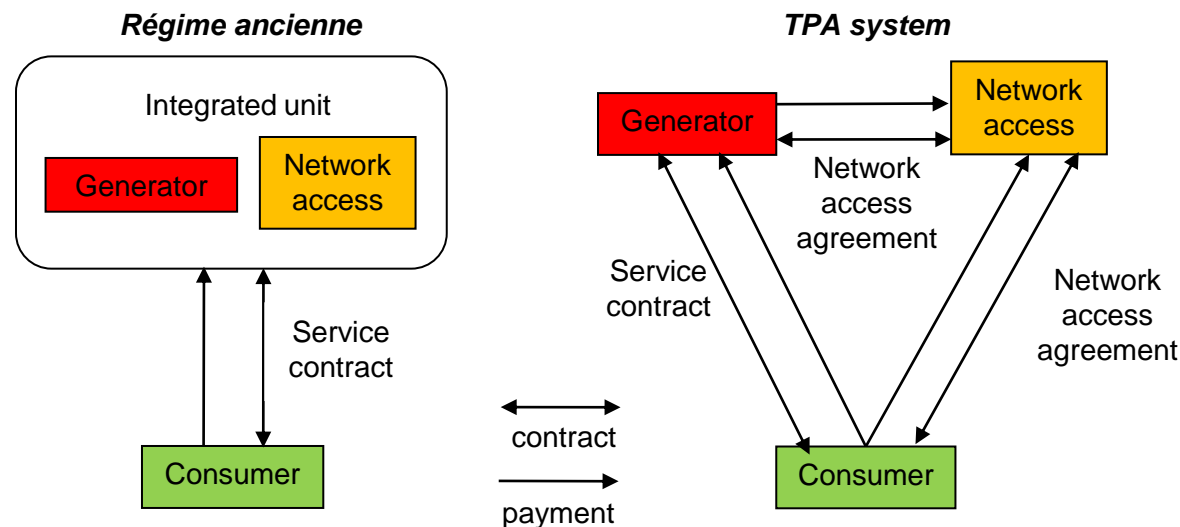 Régime ancienne
Integrated unit
Generator
Network
access
Service
contract
Consumer
TPA system
Generator
Network
access
Network
access
agreement
Service
contract
Network
access
agreement
Consumer
contract
payment